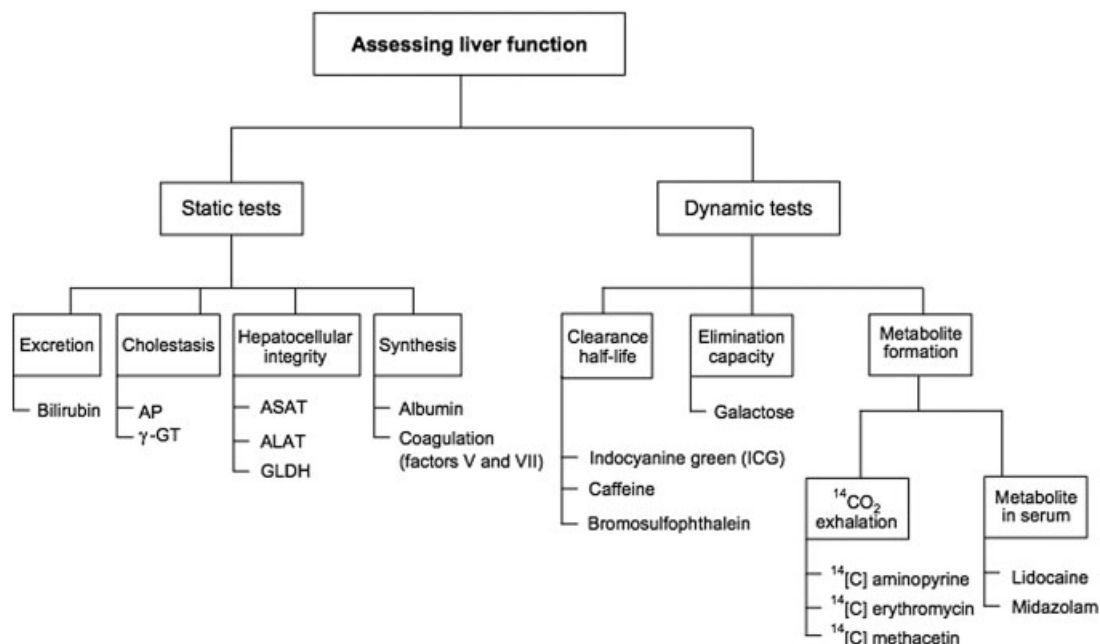 Assessing liver function
Static tests
Dynamic tests
Excretion
Cholestasis
Hepatocellular
integrity
Synthesis
Clearance
half-life
Elimination
capacity
Metabolite
formation
Bilirubin
AP
γ-GT
ASAT
ALAT
GLDH
Albumin
Coagulation
(factors V and VII)
Indocyanine green (ICG)
Caffeine
Bromosulfophthalein
Galactose
¹⁴CO₂
exhalation
Metabolite
in serum
¹⁴[C] aminopyrine
¹⁴[C] erythromycin
¹⁴[C] methacetin
Lidocaine
Midazolam